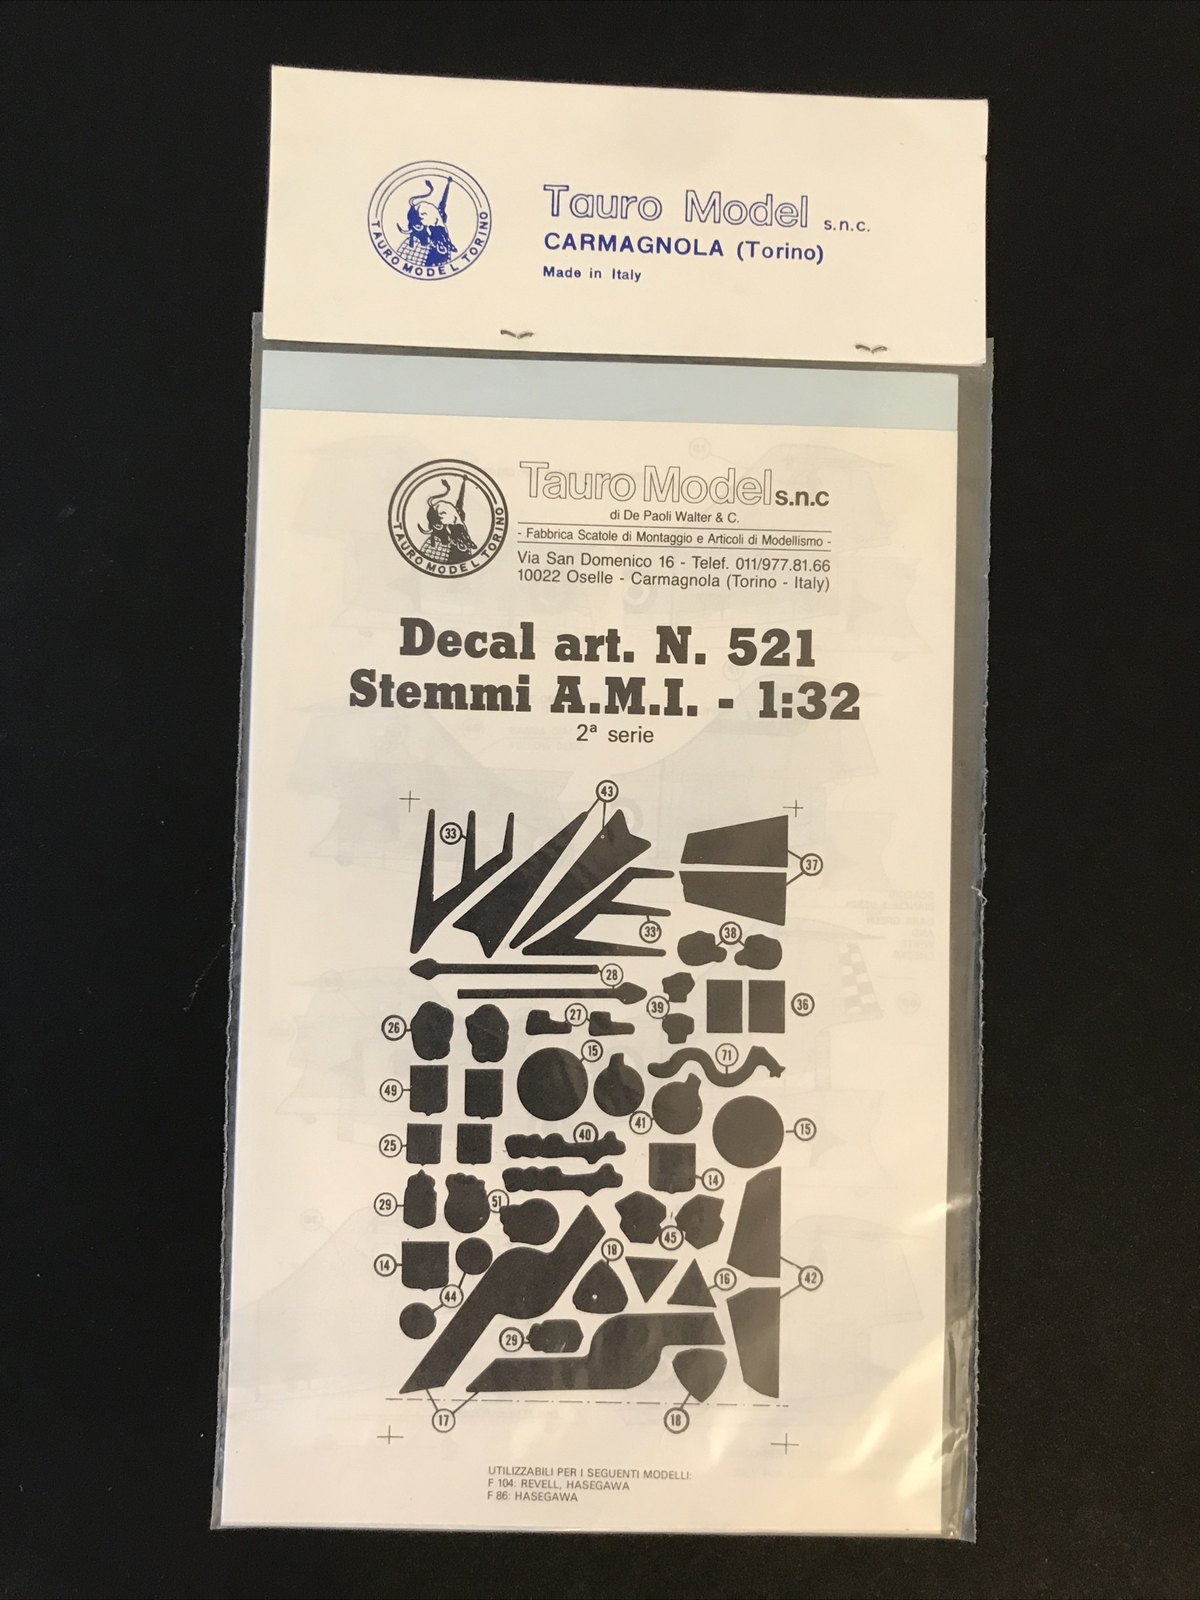 TAURO MODEL TORINO
Tauro Model s.n.c.
CARMAGNOLA (Torino)
Made in Italy
TAURO MODEL TORINO
Tauro Model s.n.c
di De Paoli Walter & C.
- Fabbrica Scatole di Montaggio e Articoli di Modellismo -
Via San Domenico 16 - Telef. 011/977.81.66
10022 Oselle - Carmagnola (Torino - Italy)
Decal art. N. 521
Stemmi A.M.I. - 1:32
2ª serie
43
33
37
33'
38
28
39
36
26
27
15
71
49
41
15
40
25
14
29
51
45
14
18
16
42
44
29
17
18
UTILIZZABILI PER I SEGUENTI MODELLI:
F 104: REVELL, HASEGAWA
F 86: HASEGAWA